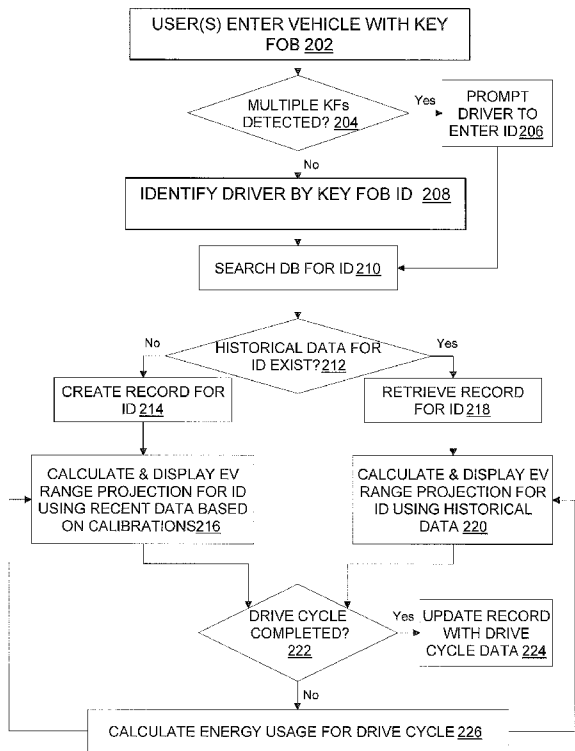 USER(S) ENTER VEHICLE WITH KEY
FOB 202
MULTIPLE KFs
DETECTED? 204
Yes
PROMPT
DRIVER TO
ENTER ID 206
No
IDENTIFY DRIVER BY KEY FOB ID 208
SEARCH DB FOR ID 210
No
HISTORICAL DATA FOR
ID EXIST? 212
Yes
CREATE RECORD FOR
ID 214
RETRIEVE RECORD
FOR ID 218
CALCULATE & DISPLAY EV
RANGE PROJECTION FOR ID
USING RECENT DATA BASED
ON CALIBRATIONS 216
CALCULATE & DISPLAY EV
RANGE PROJECTION FOR
ID USING HISTORICAL
DATA 220
DRIVE CYCLE
COMPLETED?
222
Yes
UPDATE RECORD
WITH DRIVE
CYCLE DATA 224
No
CALCULATE ENERGY USAGE FOR DRIVE CYCLE 226